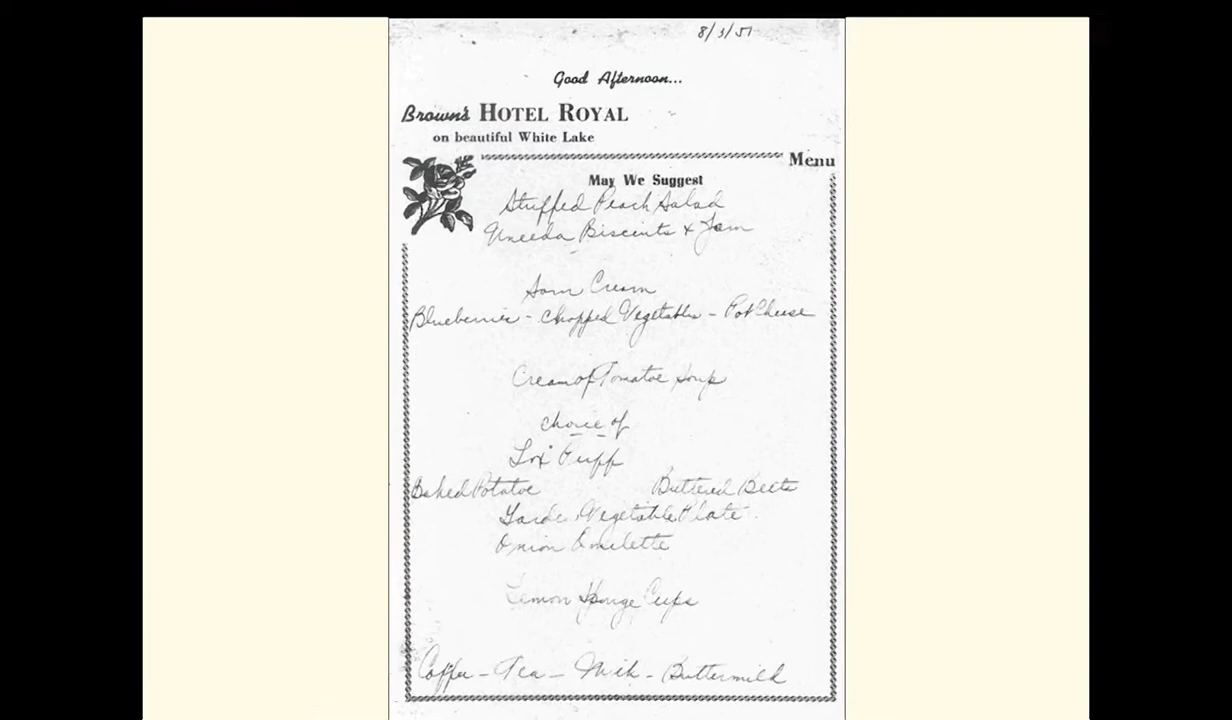 8/3/51
Good Afternoon...
Brown's HOTEL ROYAL
on beautiful White Lake
Menu
May We Suggest
Stuffed Peach Salad
Uneeda Biscuits & Jam
Sour Cream
Blueberries - Chopped Vegetables - Pot Cheese
Cream of Tomatoe Soup
choice of
Lox Puff
Baked Potatoe Buttered Beets
Garden Vegetable Plate
Onion Omelette
Lemon Sponge Cups
Coffee - Tea - Milk - Buttermilk